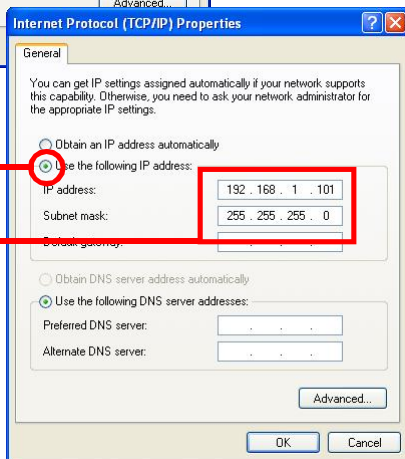 Advanced...
Internet Protocol (TCP/IP) Properties
General
You can get IP settings assigned automatically if your network supports
this capability. Otherwise, you need to ask your network administrator for
the appropriate IP settings.
Obtain an IP address automatically
Use the following IP address:
IP address: 192 . 168 . 1 . 101
Subnet mask: 255 . 255 . 255 . 0
Default gateway: . . .
Obtain DNS server address automatically
Use the following DNS server addresses:
Preferred DNS server: . . .
Alternate DNS server: . . .
Advanced...
OK Cancel